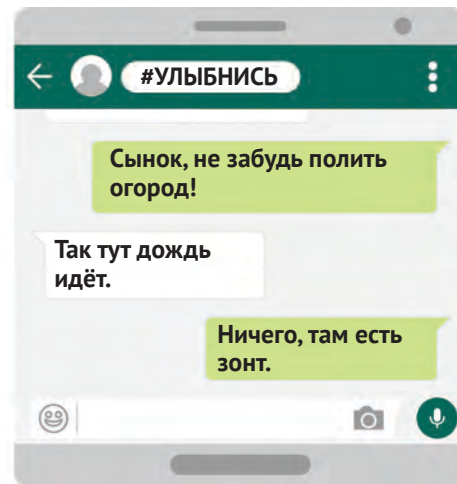 #УЛЫБНИСЬ
Сынок, не забудь полить
огород!
Так тут дождь
идёт.
Ничего, там есть
зонт.